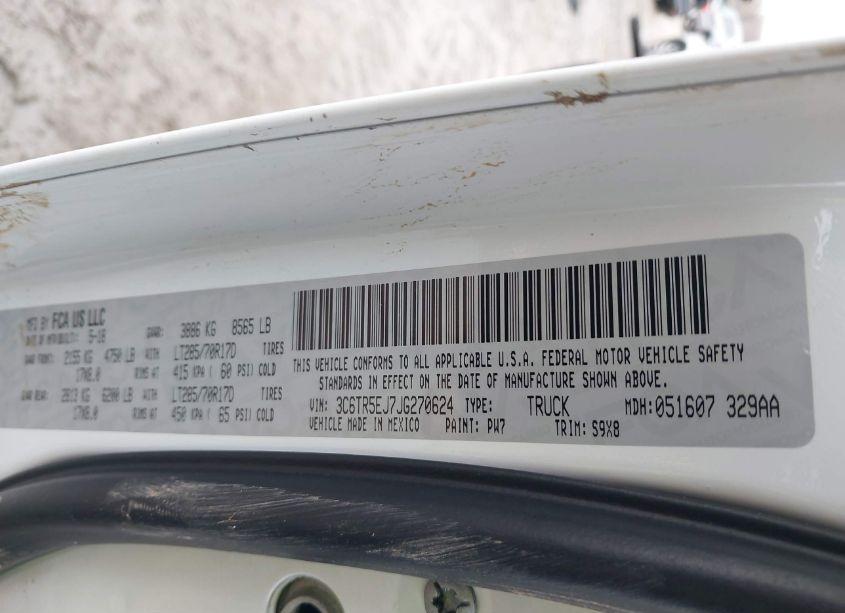 MFD BY FCA US LLC
DATE OF MFR/BUILT: 5-18 GVWR: 3886 KG 8565 LB
GAWR FRONT: 2155 KG 4750 LB WITH LT285/70R17D TIRES
17X8.0 RIMS AT 415 KPA ( 60 PSI) COLD
GAWR REAR: 2813 KG 6200 LB WITH LT285/70R17D TIRES
17X8.0 RIMS AT 450 KPA ( 65 PSI) COLD
THIS VEHICLE CONFORMS TO ALL APPLICABLE U.S.A. FEDERAL MOTOR VEHICLE SAFETY
STANDARDS IN EFFECT ON THE DATE OF MANUFACTURE SHOWN ABOVE.
VIN: 3C6TR5EJ7JG270624 TYPE: TRUCK MDH: 051607 329AA
VEHICLE MADE IN MEXICO PAINT: PW7 TRIM: S9X8